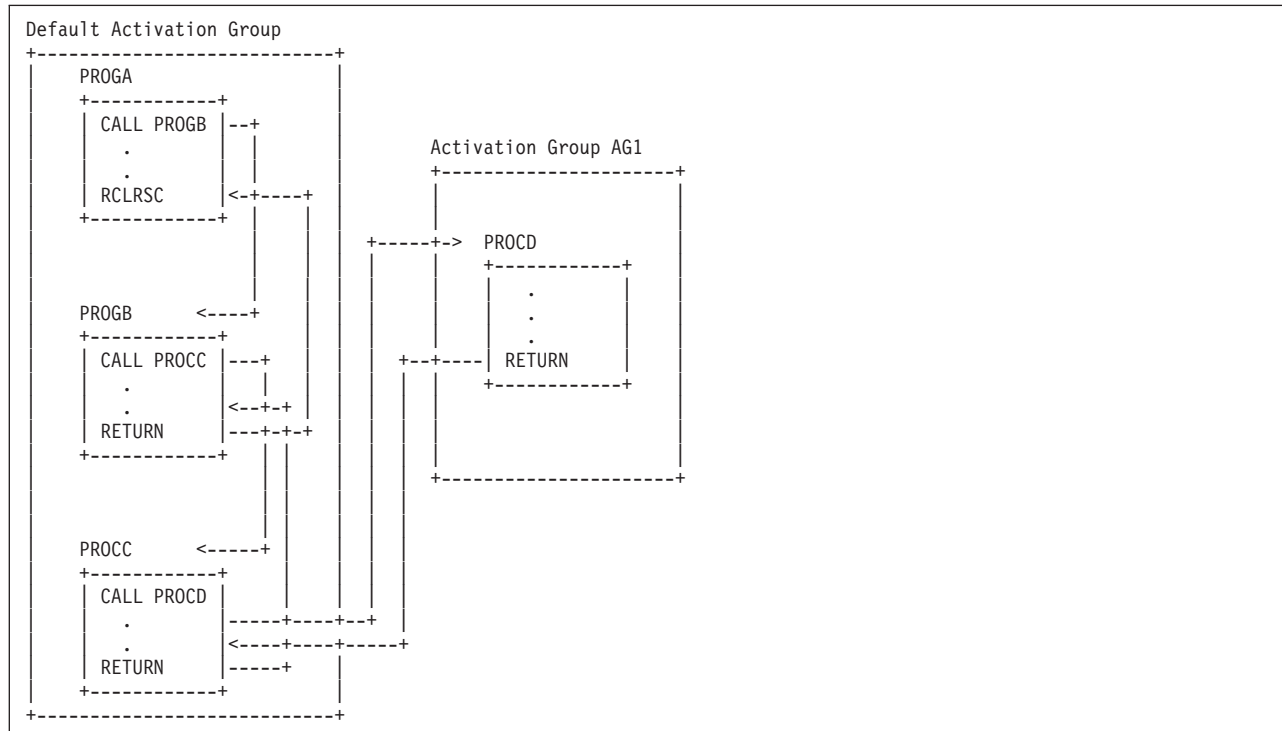 Default Activation Group
PROGA
CALL PROGB
.
.
RCLRSC
Activation Group AG1
PROCD
.
.
.
RETURN
PROGB
CALL PROCC
.
.
RETURN
PROCC
CALL PROCD
.
.
RETURN